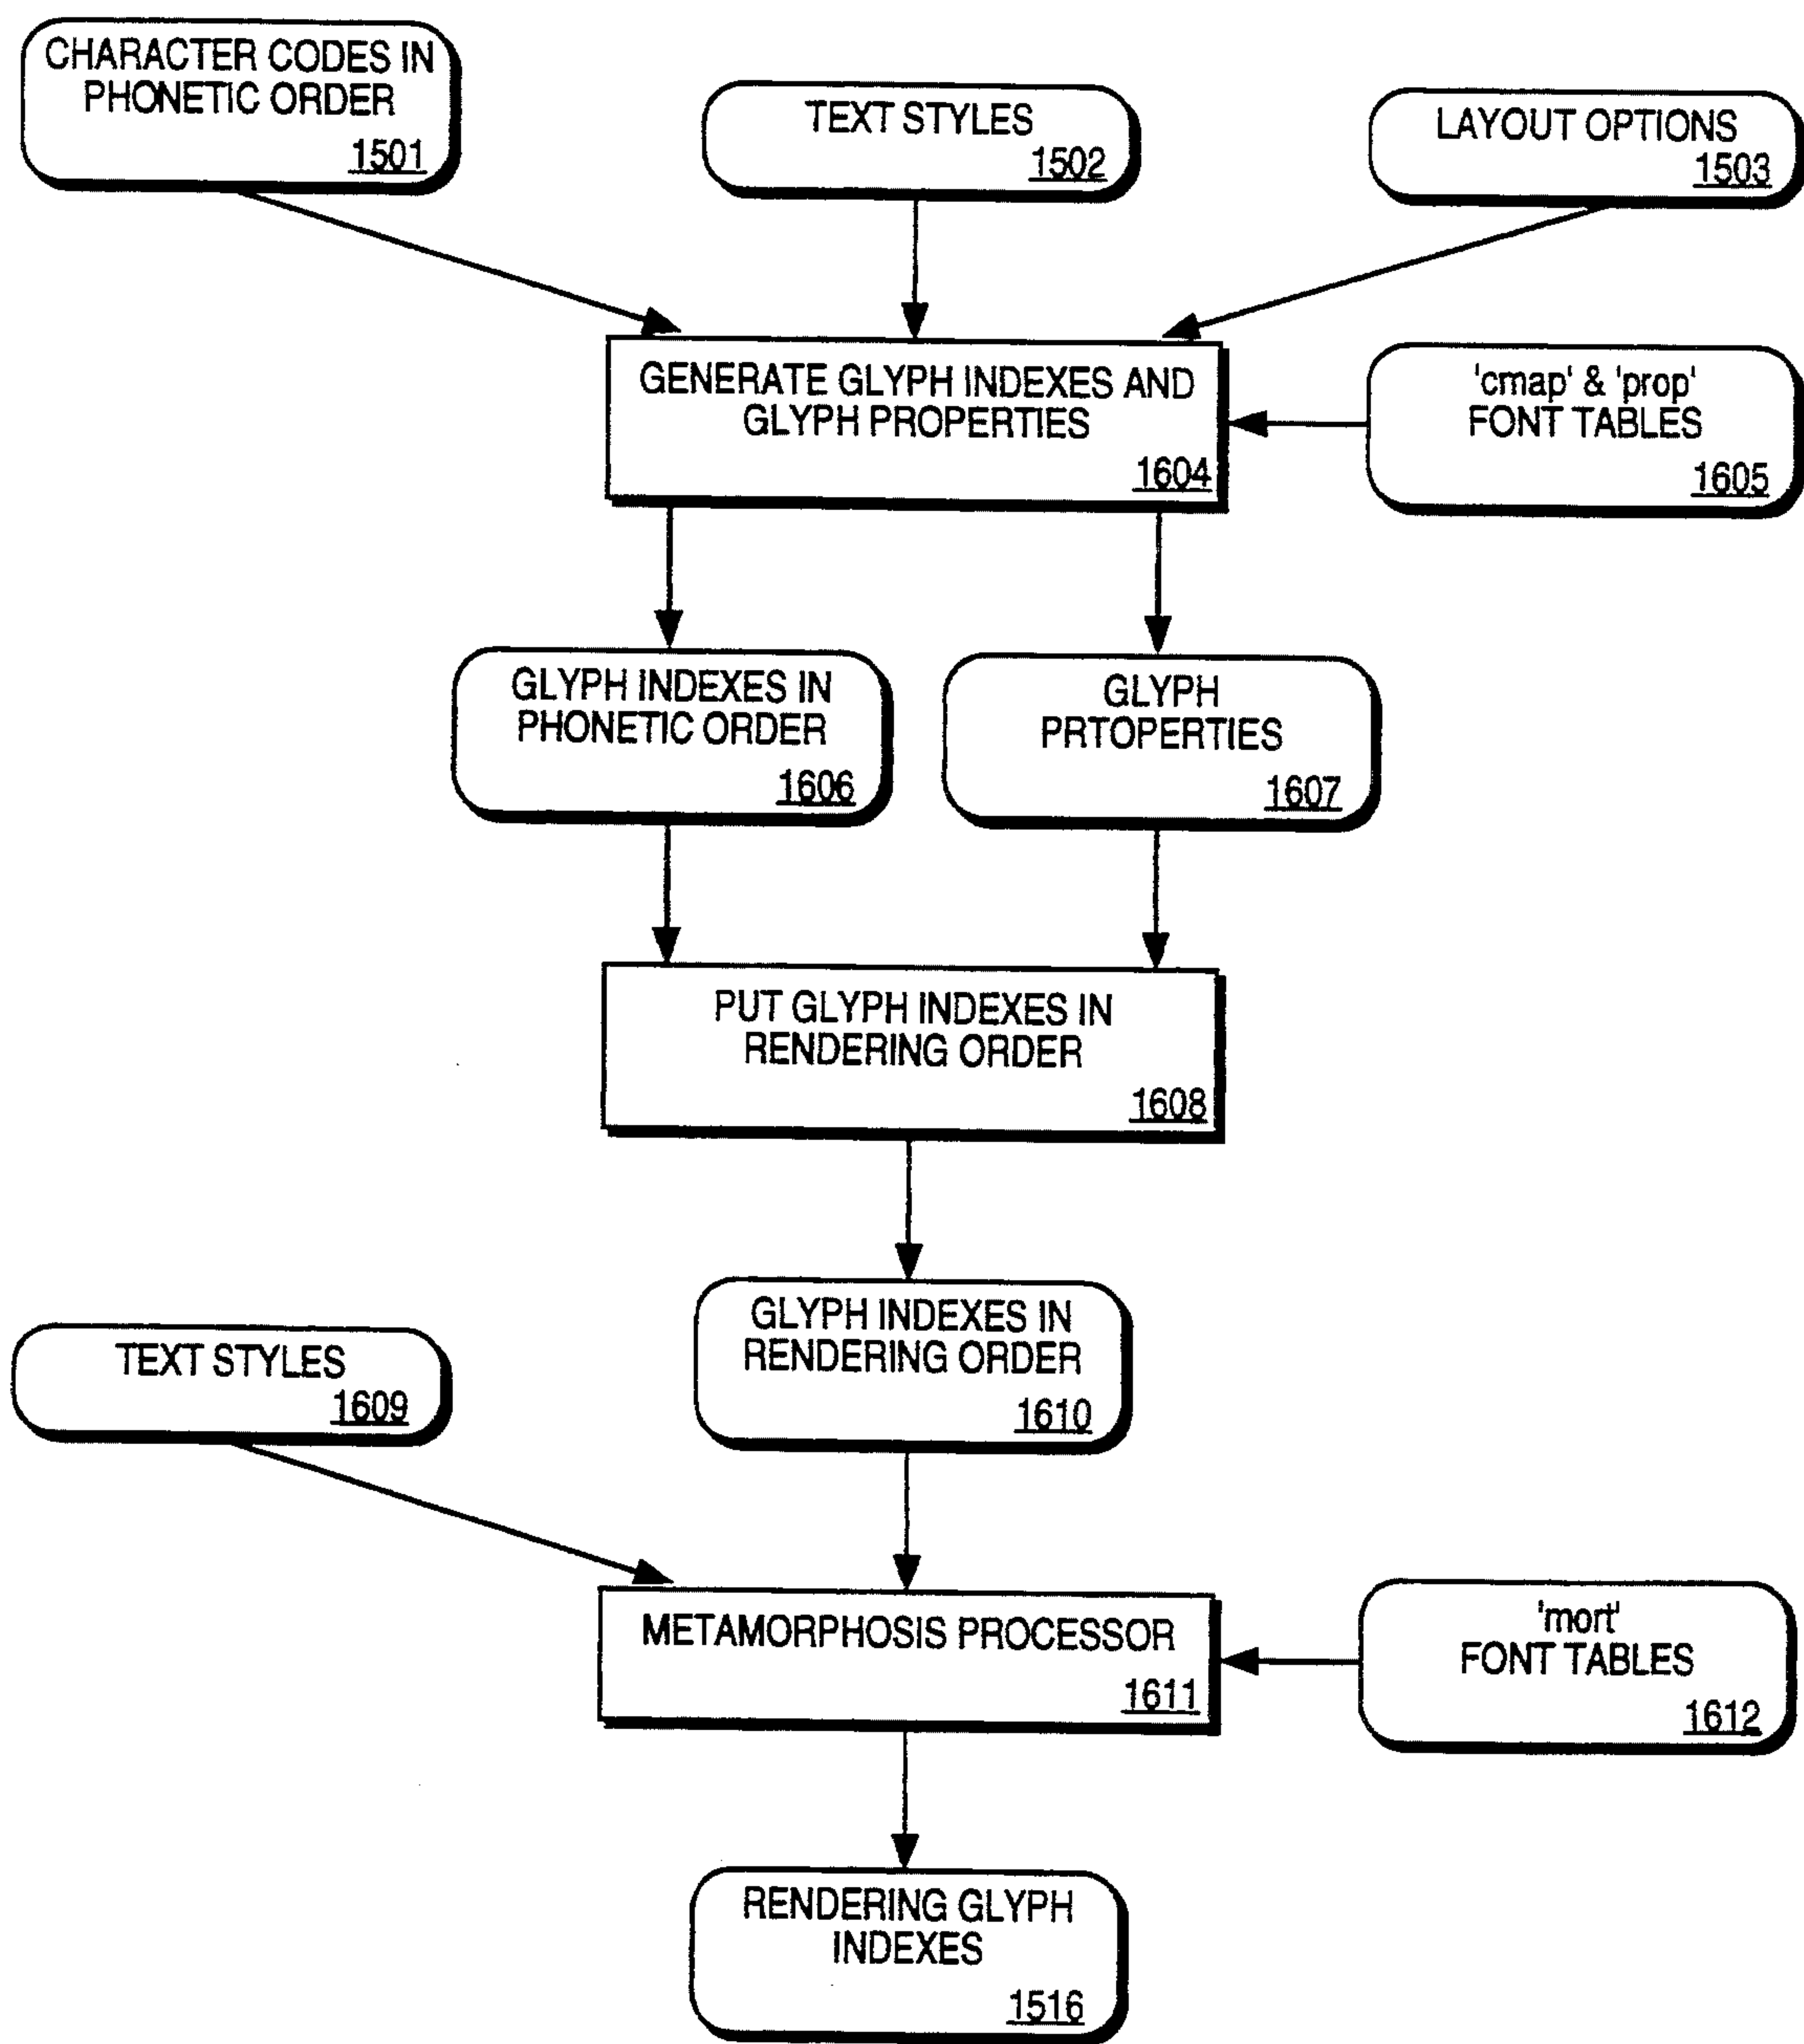 CHARACTER CODES IN
PHONETIC ORDER
1501
TEXT STYLES
1502
LAYOUT OPTIONS
1503
GENERATE GLYPH INDEXES AND
GLYPH PROPERTIES
1604
'cmap' & 'prop'
FONT TABLES
1605
GLYPH INDEXES IN
PHONETIC ORDER
1606
GLYPH
PRTOPERTIES
1607
PUT GLYPH INDEXES IN
RENDERING ORDER
1608
GLYPH INDEXES IN
RENDERING ORDER
1610
TEXT STYLES
1609
METAMORPHOSIS PROCESSOR
1611
'mort'
FONT TABLES
1612
RENDERING GLYPH
INDEXES
1516